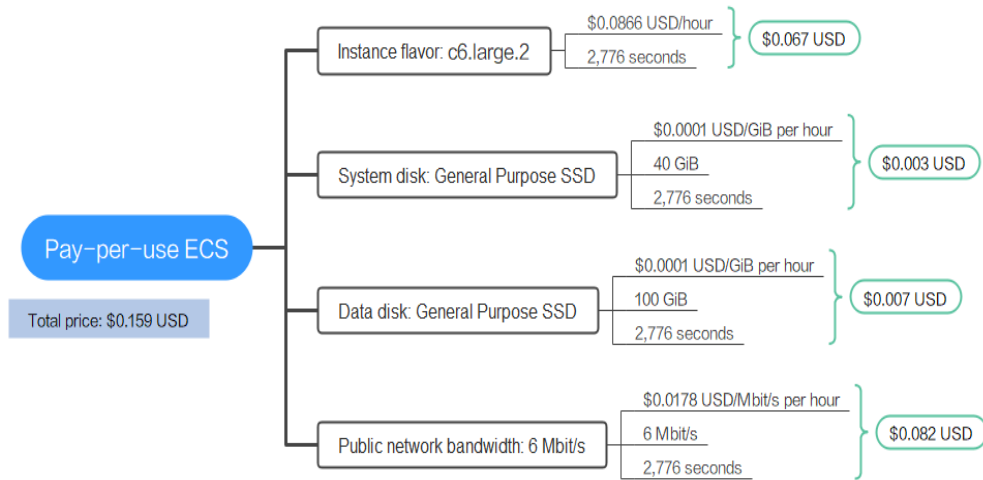 Pay-per-use ECS
Total price: $0.159 USD
Instance flavor: c6.large.2
$0.0866 USD/hour
2,776 seconds
$0.067 USD
System disk: General Purpose SSD
$0.0001 USD/GiB per hour
40 GiB
2,776 seconds
$0.003 USD
Data disk: General Purpose SSD
$0.0001 USD/GiB per hour
100 GiB
2,776 seconds
$0.007 USD
Public network bandwidth: 6 Mbit/s
$0.0178 USD/Mbit/s per hour
6 Mbit/s
2,776 seconds
$0.082 USD